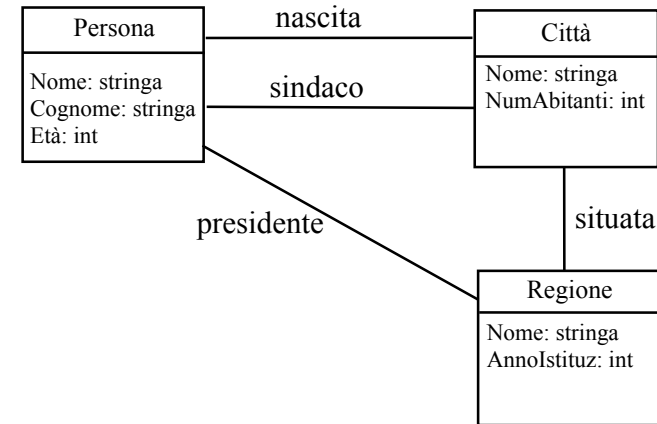 Persona
Nome: stringa
Cognome: stringa
Età: int
nascita
sindaco
Città
Nome: stringa
NumAbitanti: int
presidente
situata
Regione
Nome: stringa
AnnoIstituz: int